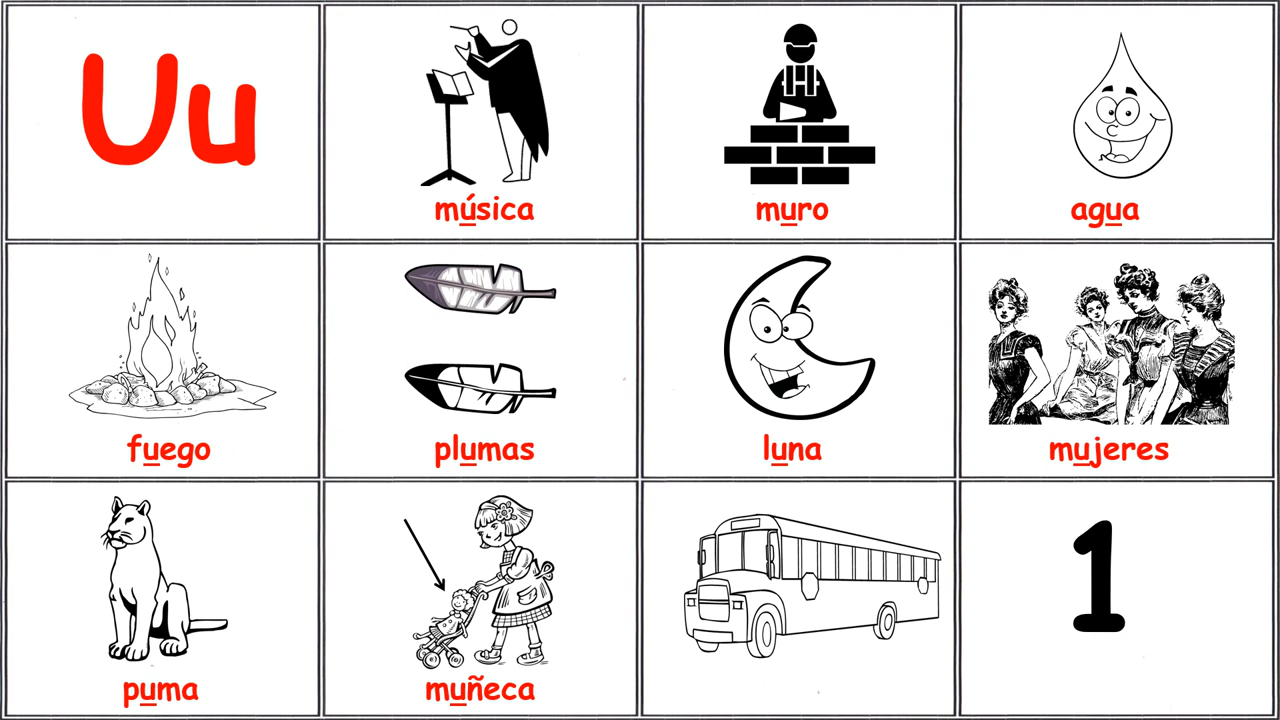 Uu
música
muro
agua
fuego
plumas
luna
mujeres
puma
muñeca
1